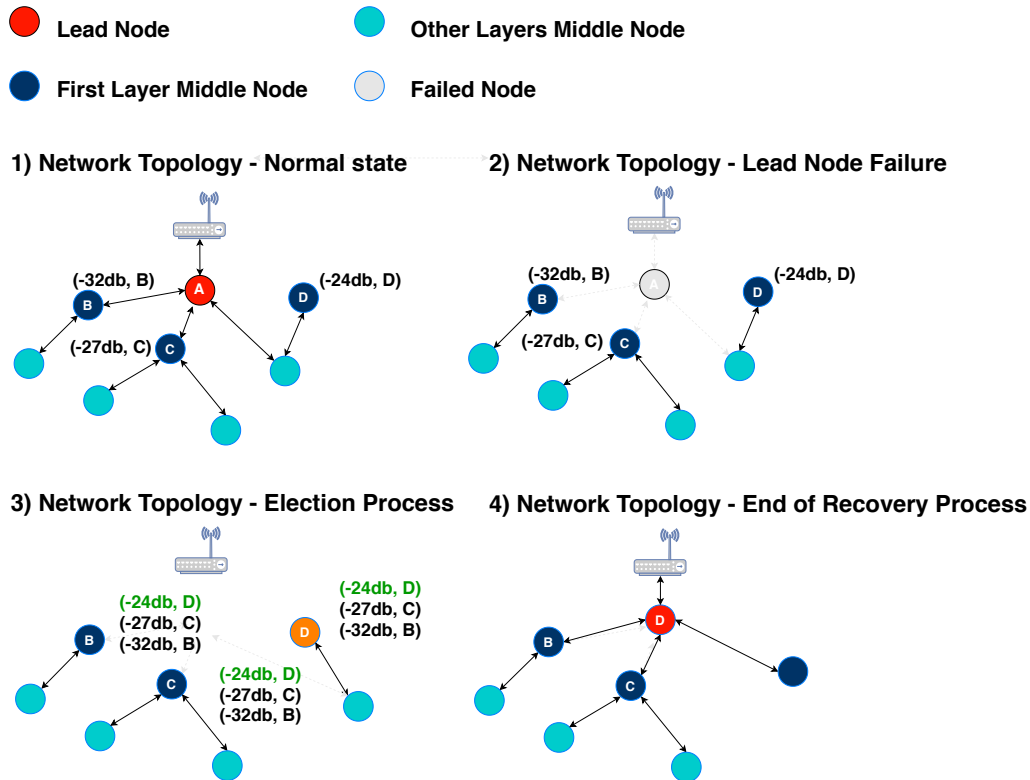 Lead Node
Other Layers Middle Node
First Layer Middle Node
Failed Node
1) Network Topology - Normal state
2) Network Topology - Lead Node Failure
(-32db, B)
A
(-24db, D)
B
D
(-27db, C)
C
(-32db, B)
A
(-24db, D)
B
D
(-27db, C)
C
3) Network Topology - Election Process
4) Network Topology - End of Recovery Process
(-24db, D)
(-27db, C)
(-32db, B)
B
(-24db, D)
(-27db, C)
(-32db, B)
D
(-24db, D)
(-27db, C)
(-32db, B)
C
D
B
C